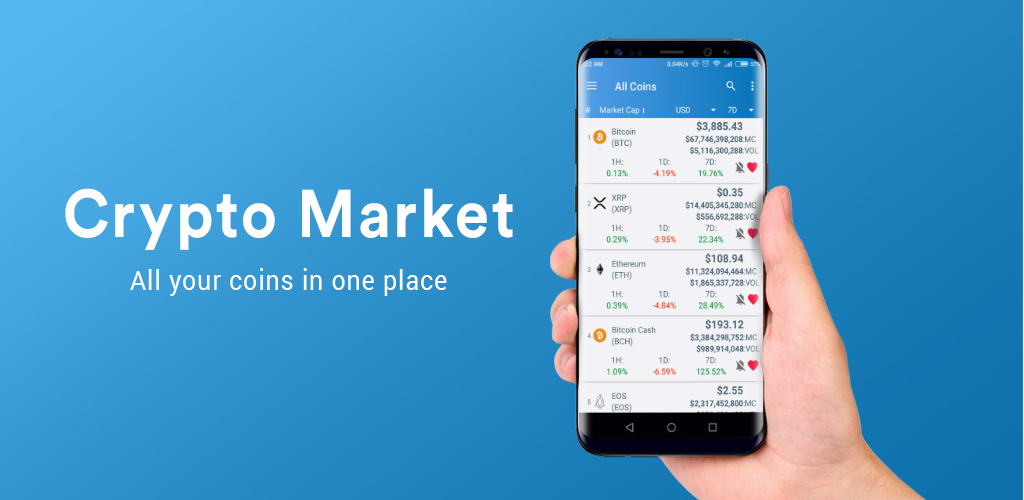 Crypto Market
All your coins in one place
:22 AM 0.04K/s
All Coins
# Market Cap USD 7D
$3,885.43
1 Bitcoin $67,746,398,208:MC
(BTC) $5,116,300,288:VOL
1H: 1D: 7D:
0.13% -4.19% 19.76%
$0.35
2 XRP $14,405,345,280:MC
(XRP) $556,692,288:VOL
1H: 1D: 7D:
0.29% -3.95% 22.34%
$108.94
3 Ethereum $11,324,094,464:MC
(ETH) $1,865,337,728:VOL
1H: 1D: 7D:
0.39% -4.84% 28.49%
$193.12
4 Bitcoin Cash $3,384,298,752:MC
(BCH) $989,914,048:VOL
1H: 1D: 7D:
1.09% -6.59% 125.52%
$2.55
5 EOS $2,317,452,800:MC
(EOS)